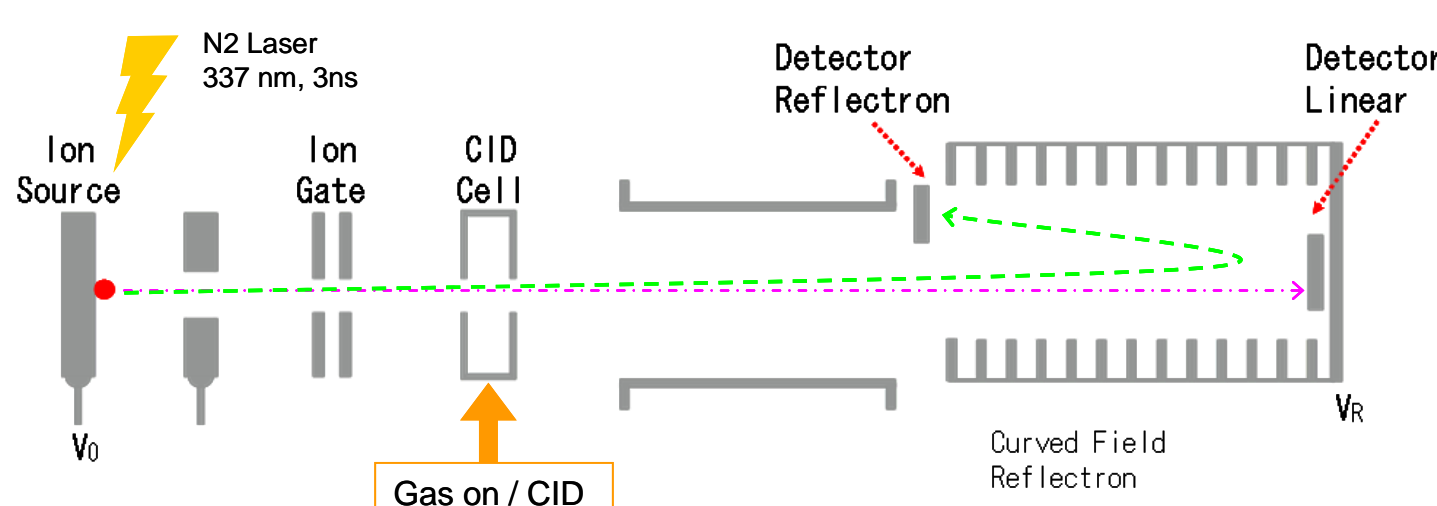 N2 Laser
337 nm, 3ns
Detector
Reflectron
Detector
Linear
Ion
Source
Ion
Gate
CID
Cell
V0
VR
Curved Field
Reflectron
Gas on / CID